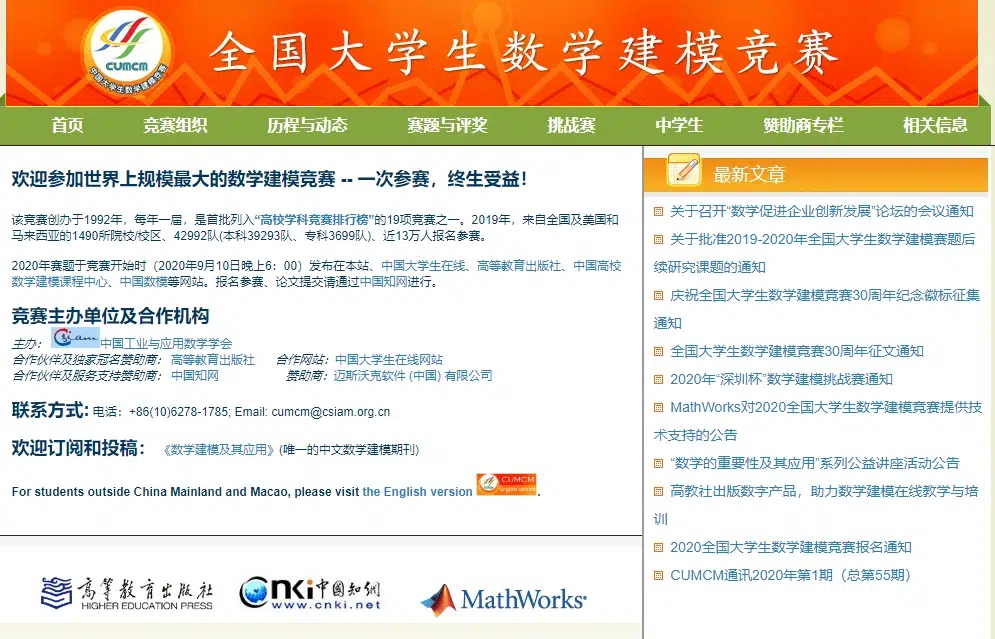 CUMCM
中国大学生数学建模竞赛
全国大学生数学建模竞赛
首页 竞赛组织 历程与动态 赛题与评奖 挑战赛 中学生 赞助商专栏 相关信息
欢迎参加世界上规模最大的数学建模竞赛 -- 一次参赛，终生受益！
该竞赛创办于1992年，每年一届，是首批列入“高校学科竞赛排行榜”的19项竞赛之一。2019年，来自全国及美国和
马来西亚的1490所院校/校区、42992队(本科39293队、专科3699队)、近13万人报名参赛。
2020年赛题于竞赛开始时（2020年9月10日晚上6：00）发布在本站、中国大学生在线、高等教育出版社、中国高校
数学建模课程中心、中国数模等网站。报名参赛、论文提交请通过中国知网进行。
竞赛主办单位及合作机构
主办： Csiam 中国工业与应用数学学会
合作伙伴及独家冠名赞助商： 高等教育出版社 合作网站：中国大学生在线网站
合作伙伴及服务支持赞助商： 中国知网 赞助商：迈斯沃克软件 (中国) 有限公司
联系方式: 电话：+86(10)6278-1785; Email: cumcm@csiam.org.cn
欢迎订阅和投稿： 《数学建模及其应用》(唯一的中文数学建模期刊)
For students outside China Mainland and Macao, please visit the English version CUMCM English version .
高等教育出版社
HIGHER EDUCATION PRESS
cnki中国知网
www.cnki.net
MathWorks
最新文章
关于召开“数学促进企业创新发展”论坛的会议通知
关于批准2019-2020年全国大学生数学建模竞赛赛题后
续研究课题的通知
庆祝全国大学生数学建模竞赛30周年纪念徽标征集
通知
全国大学生数学建模竞赛30周年征文通知
2020年“深圳杯”数学建模挑战赛通知
MathWorks对2020全国大学生数学建模竞赛提供技
术支持的公告
“数学的重要性及其应用”系列公益讲座活动公告
高教社出版数字产品，助力数学建模在线教学与培
训
2020全国大学生数学建模竞赛报名通知
CUMCM通讯2020年第1期（总第55期）